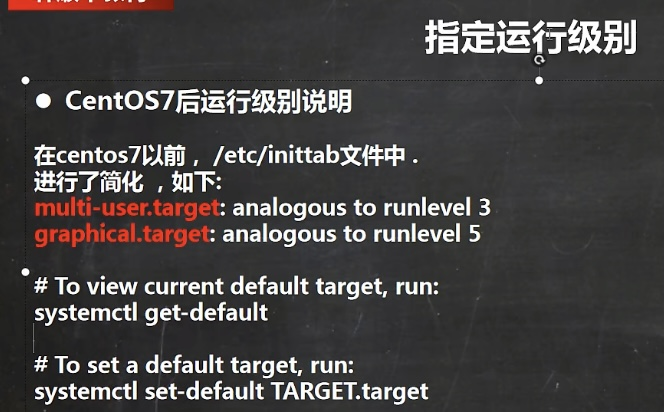 指定运行级别
● CentOS7后运行级别说明
在centos7以前， /etc/inittab文件中 .
进行了简化 ，如下:
multi-user.target: analogous to runlevel 3
graphical.target: analogous to runlevel 5
# To view current default target, run:
systemctl get-default
# To set a default target, run:
systemctl set-default TARGET.target